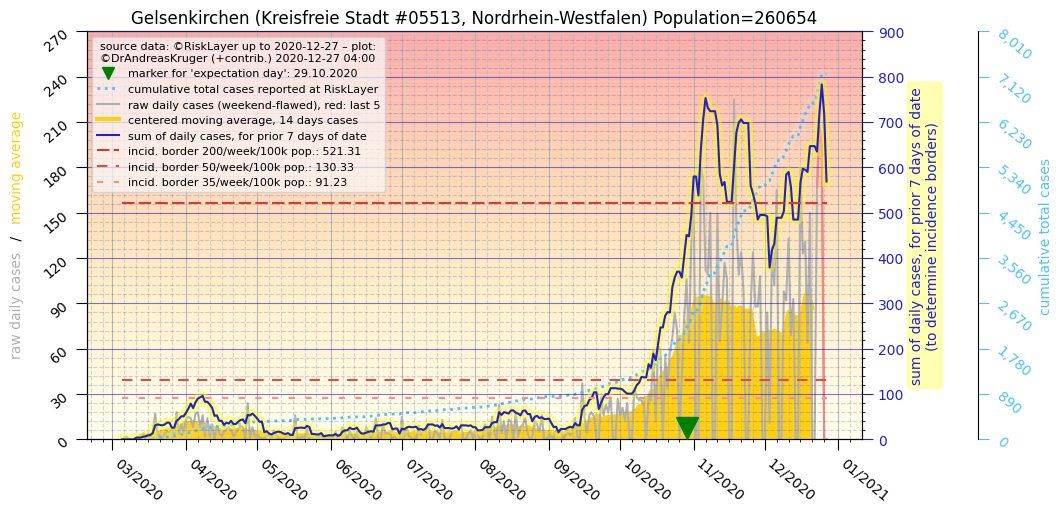 Gelsenkirchen (Kreisfreie Stadt #05513, Nordrhein-Westfalen) Population=260654
source data: ©RiskLayer up to 2020-12-27 – plot:
©DrAndreasKruger (+contrib.) 2020-12-27 04:00
marker for 'expectation day': 29.10.2020
cumulative total cases reported at RiskLayer
raw daily cases (weekend-flawed), red: last 5
centered moving average, 14 days cases
sum of daily cases, for prior 7 days of date
incid. border 200/week/100k pop.: 521.31
incid. border 50/week/100k pop.: 130.33
incid. border 35/week/100k pop.: 91.23
raw daily cases / moving average
270
240
210
180
150
120
90
60
30
0
03/2020
04/2020
05/2020
06/2020
07/2020
08/2020
09/2020
10/2020
11/2020
12/2020
01/2021
900
800
700
600
500
400
300
200
100
0
sum of daily cases, for prior 7 days of date
(to determine incidence borders)
8,010
7,120
6,230
5,340
4,450
3,560
2,670
1,780
890
0
cumulative total cases